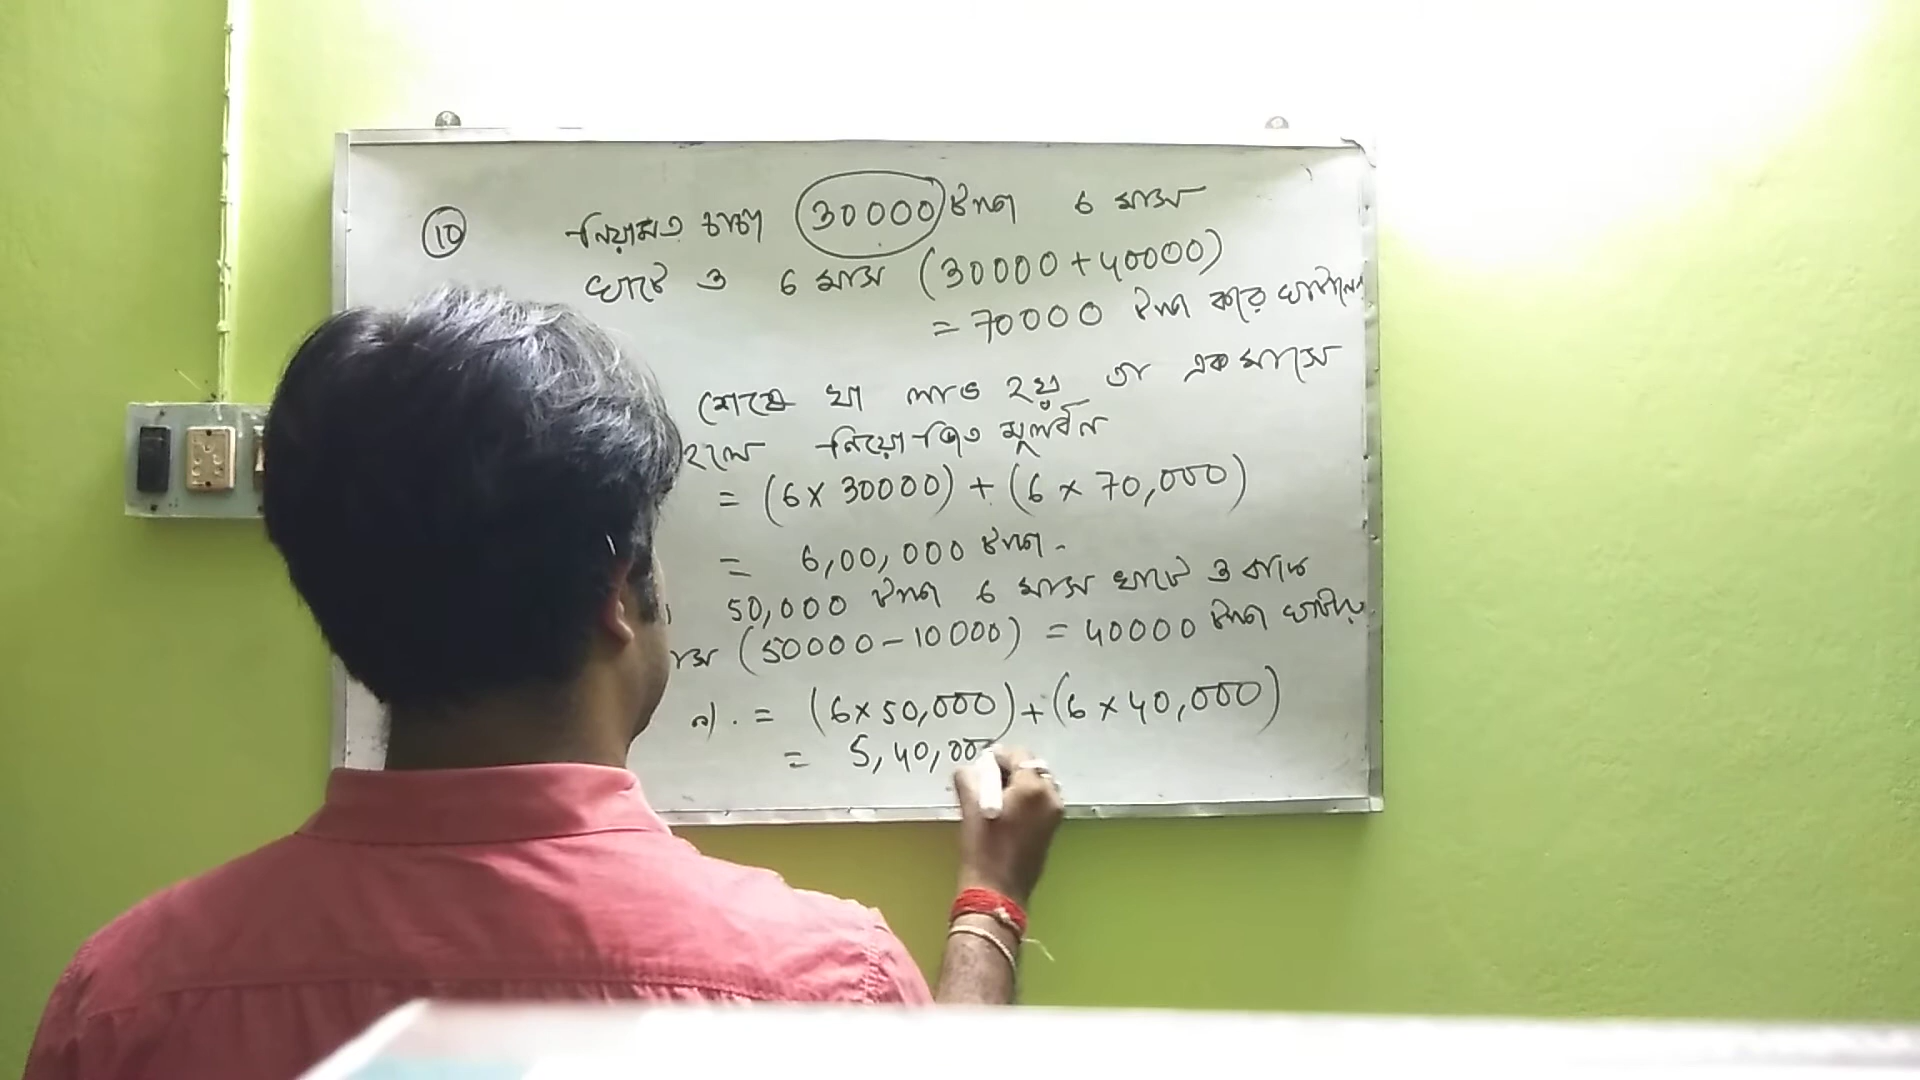 10 নিয়ামত চাচা 30000 টাকা 6 মাস
খাটে ও 6 মাস (30000+40000)
= 70000 টাকা করে খাটালেন
শেষে যা লাভ হয় তা এক মাসে
হলে নিয়োজিত মূলধন
= (6 x 30000) + (6 x 70,000)
= 6,00,000 টাকা.
50,000 টাকা 6 মাস খাটে ও বাকি
(50000-10000) = 40000 টাকা খাটায়
= (6 x 50,000)+(6 x 40,000)
= 5,40,000